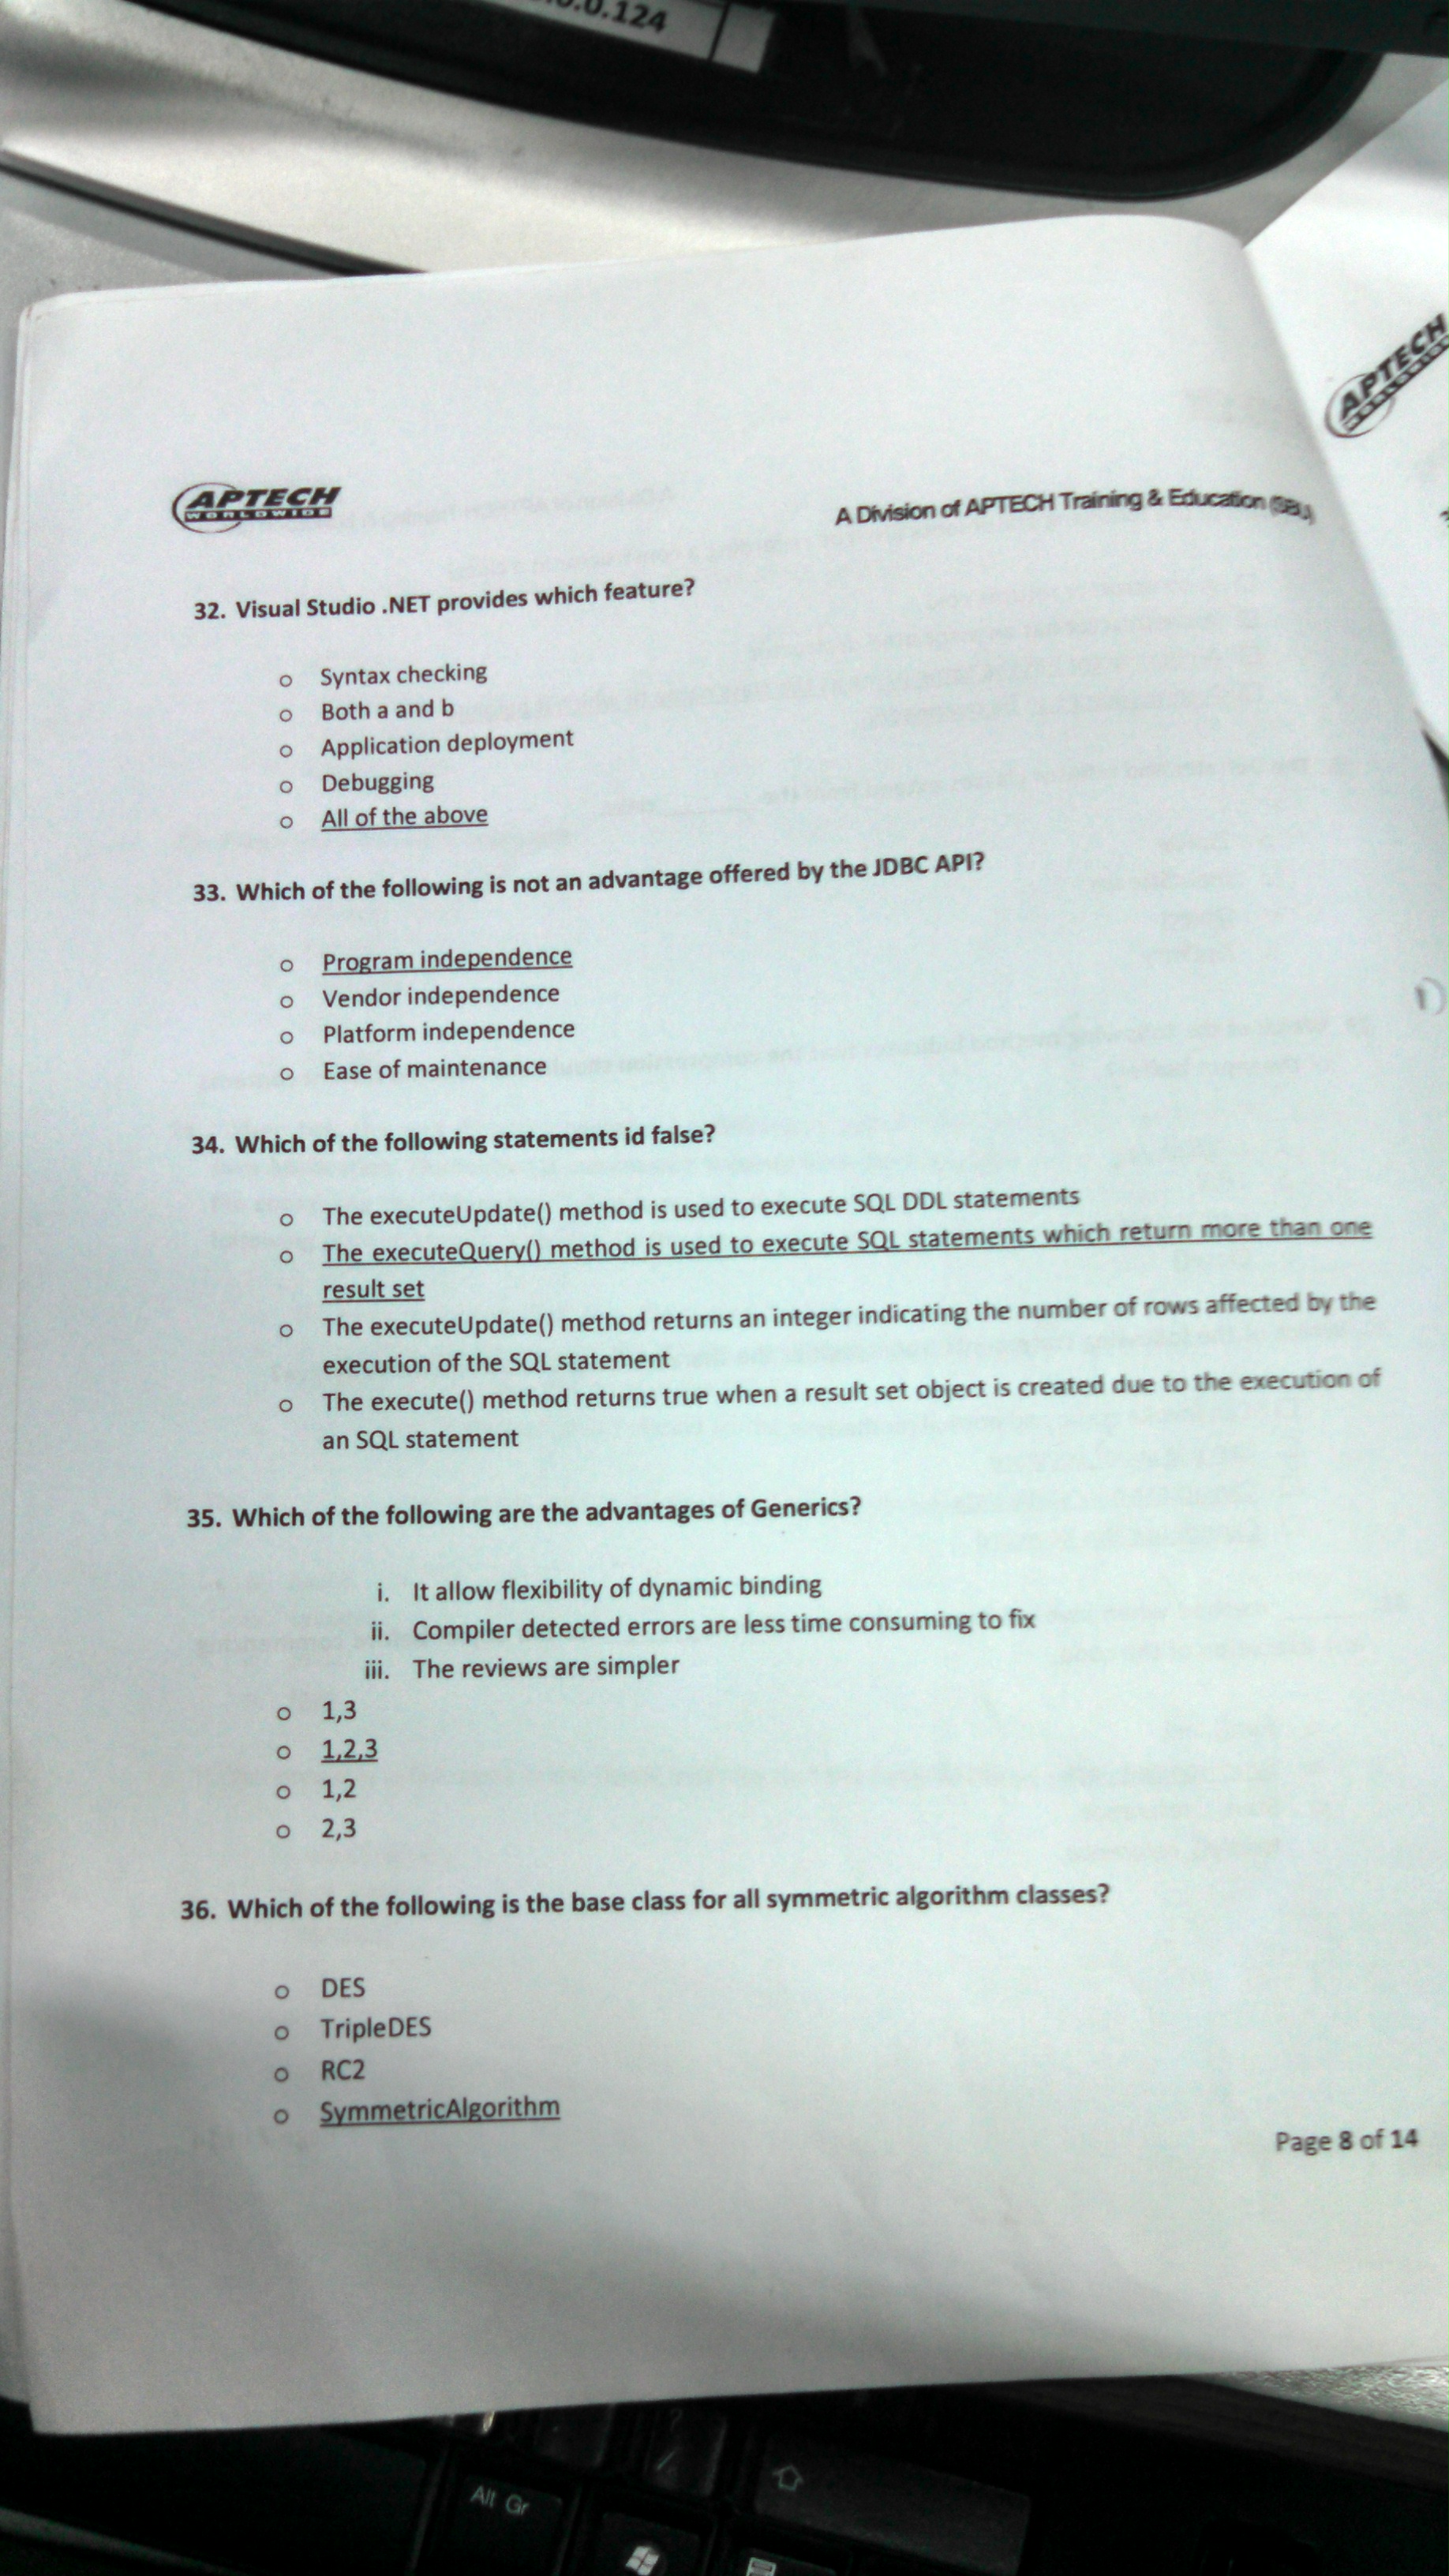 .0.0.124
APTECH
WORLDWIDE
A Division of APTECH Training & Education (SBU)
APTECH
32. Visual Studio .NET provides which feature?
o Syntax checking
o Both a and b
o Application deployment
o Debugging
o All of the above
33. Which of the following is not an advantage offered by the JDBC API?
o Program independence
o Vendor independence
o Platform independence
o Ease of maintenance
1)
34. Which of the following statements id false?
o The executeUpdate() method is used to execute SQL DDL statements
o The executeQuery() method is used to execute SQL statements which return more than one
result set
o The executeUpdate() method returns an integer indicating the number of rows affected by the
execution of the SQL statement
o The execute() method returns true when a result set object is created due to the execution of
an SQL statement
35. Which of the following are the advantages of Generics?
i. It allow flexibility of dynamic binding
ii. Compiler detected errors are less time consuming to fix
iii. The reviews are simpler
o 1,3
o 1,2,3
o 1,2
o 2,3
36. Which of the following is the base class for all symmetric algorithm classes?
o DES
o TripleDES
o RC2
o SymmetricAlgorithm
Page 8 of 14
Alt Gr